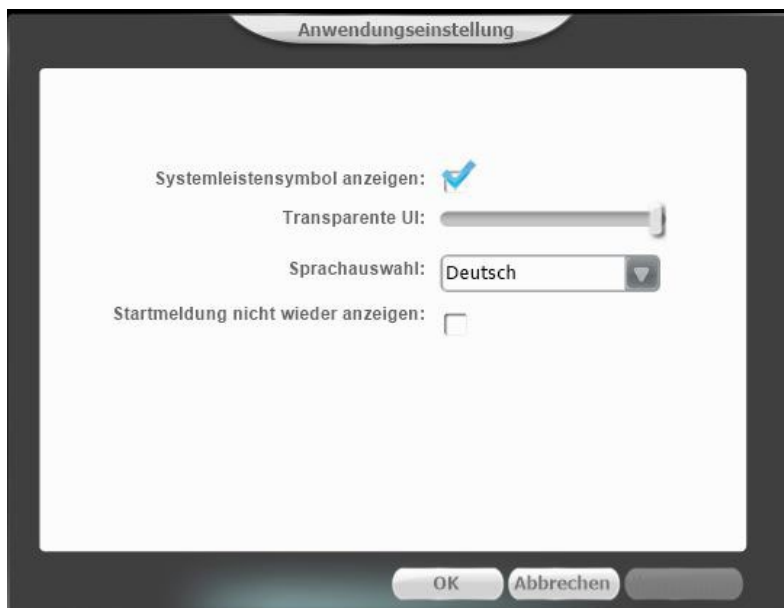 Anwendungseinstellung
Systemleistensymbol anzeigen:
Transparente UI:
Sprachauswahl: Deutsch
Startmeldung nicht wieder anzeigen:
OK Abbrechen